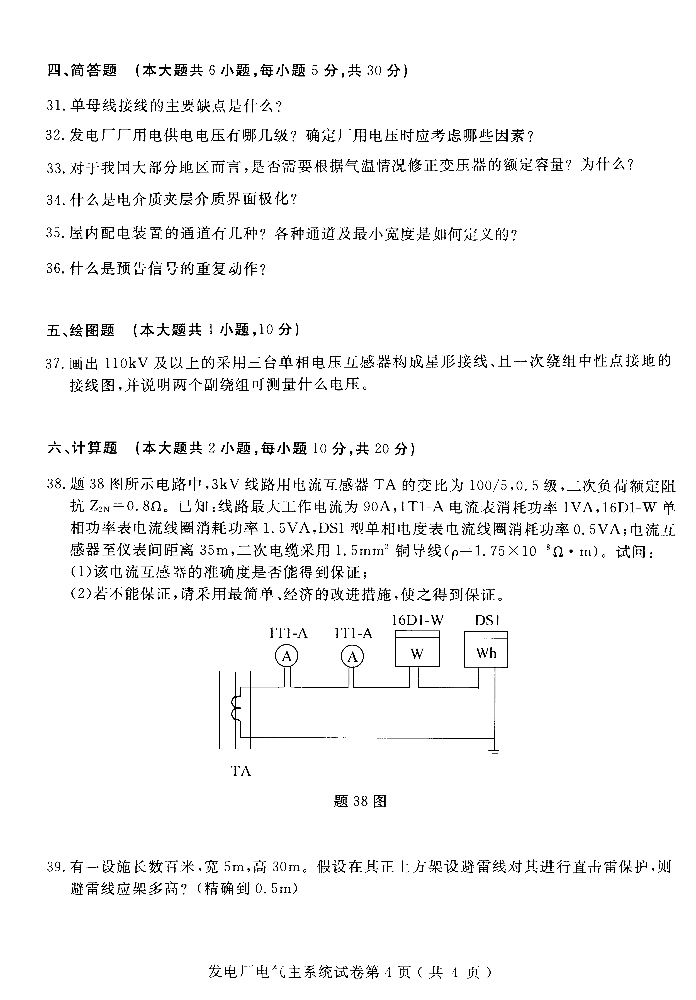 四、简答题 (本大题共 6 小题,每小题 5 分,共 30 分)
31. 单母线接线的主要缺点是什么?
32. 发电厂厂用电供电电压有哪几级? 确定厂用电压时应考虑哪些因素?
33. 对于我国大部分地区而言,是否需要根据气温情况修正变压器的额定容量? 为什么?
34. 什么是电介质夹层介质界面极化?
35. 屋内配电装置的通道有几种? 各种通道及最小宽度是如何定义的?
36. 什么是预告信号的重复动作?
五、绘图题 (本大题共 1 小题,10 分)
37. 画出 110kV 及以上的采用三台单相电压互感器构成星形接线、且一次绕组中性点接地的
接线图,并说明两个副绕组可测量什么电压。
六、计算题 (本大题共 2 小题,每小题 10 分,共 20 分)
38. 题 38 图所示电路中,3kV 线路用电流互感器 TA 的变比为 100/5,0.5 级,二次负荷额定阻
抗 Z₂N=0.8Ω。已知:线路最大工作电流为 90A,1T1-A 电流表消耗功率 1VA,16D1-W 单
相功率表电流线圈消耗功率 1.5VA,DS1 型单相电度表电流线圈消耗功率 0.5VA;电流互
感器至仪表间距离 35m,二次电缆采用 1.5mm² 铜导线(ρ=1.75×10⁻⁸Ω·m)。试问:
(1)该电流互感器的准确度是否能得到保证;
(2)若不能保证,请采用最简单、经济的改进措施,使之得到保证。
16D1-W DS1
1T1-A 1T1-A
A A W Wh
TA
题 38 图
39. 有一设施长数百米,宽 5m,高 30m。假设在其正上方架设避雷线对其进行直击雷保护,则
避雷线应架多高? (精确到 0.5m)
发电厂电气主系统试卷第 4 页 ( 共 4 页 )